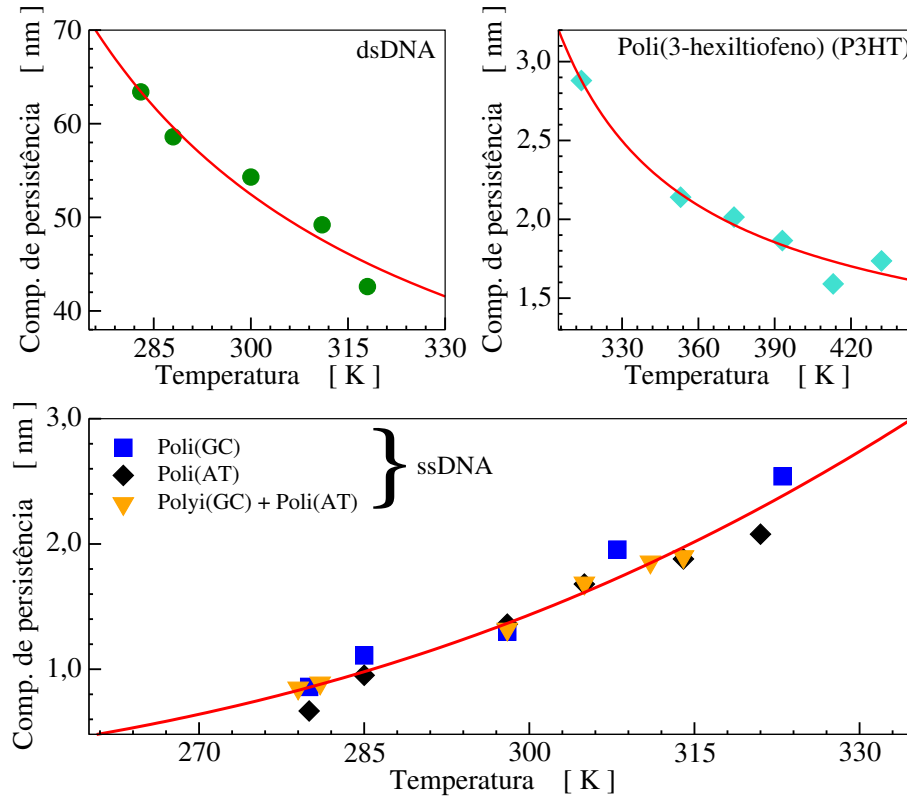 dsDNA
Comp. de persistência [ nm ]
70
60
50
40
285 300 315 330
Temperatura [ K ]
Poli(3-hexiltiofeno) (P3HT)
Comp. de persistência [ nm ]
3,0
2,5
2,0
1,5
330 360 390 420
Temperatura [ K ]
Comp. de persistência [ nm ]
3,0
2,0
1,0
Poli(GC)
Poli(AT)
Polyi(GC) + Poli(AT)
} ssDNA
270 285 300 315 330
Temperatura [ K ]